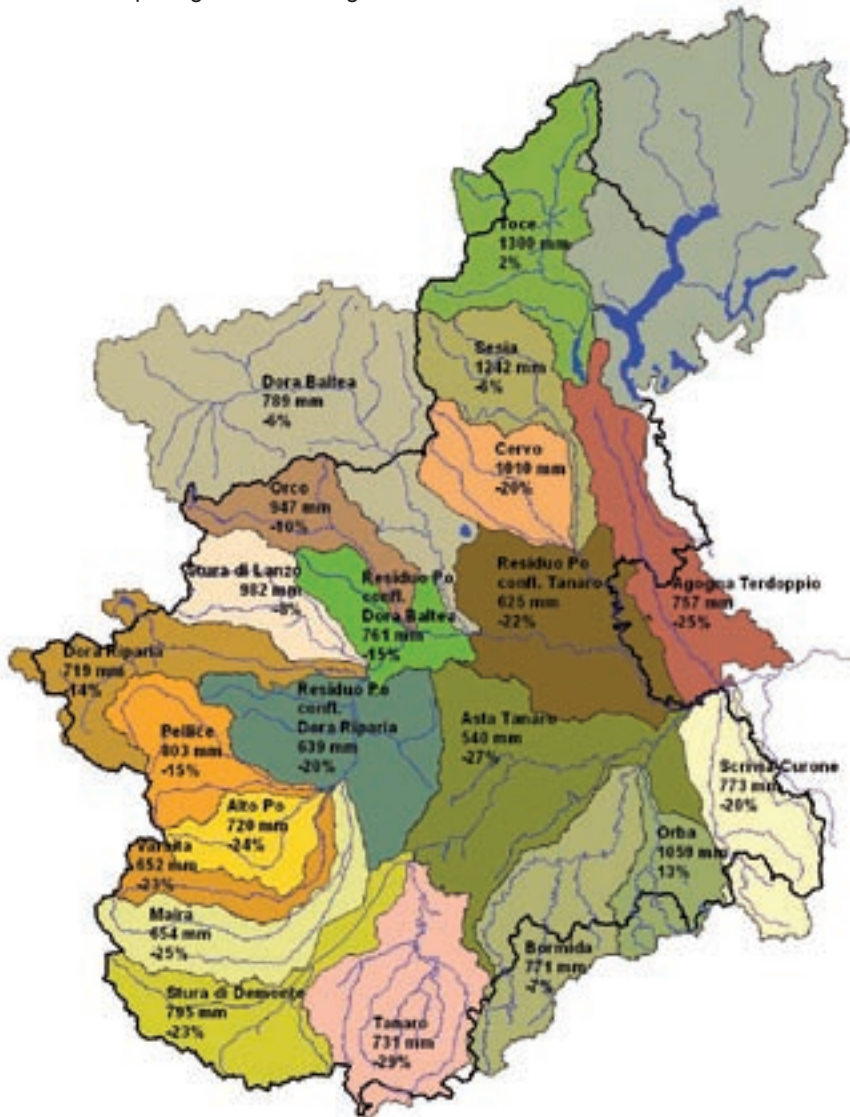 Toce
1300 mm
2%
Sesia
1242 mm
-6%
Dora Baltea
789 mm
-6%
Cervo
1010 mm
-20%
Orco
947 mm
-10%
Stura di Lanzo
982 mm
-8%
Residuo Po
confl.
Dora Baltea
761 mm
-15%
Residuo Po
confl. Tanaro
625 mm
-22%
Agogna Terdoppio
757 mm
-25%
Dora Riparia
719 mm
-14%
Residuo Po
confl.
Dora Riparia
639 mm
-20%
Pellice
803 mm
-15%
Asta Tanaro
540 mm
-27%
Scrivia Curone
773 mm
-20%
Alto Po
720 mm
-24%
Varaita
652 mm
-23%
Orba
1059 mm
13%
Maira
654 mm
-25%
Bormida
771 mm
-7%
Stura di Demonte
795 mm
-23%
Tanaro
731 mm
-29%